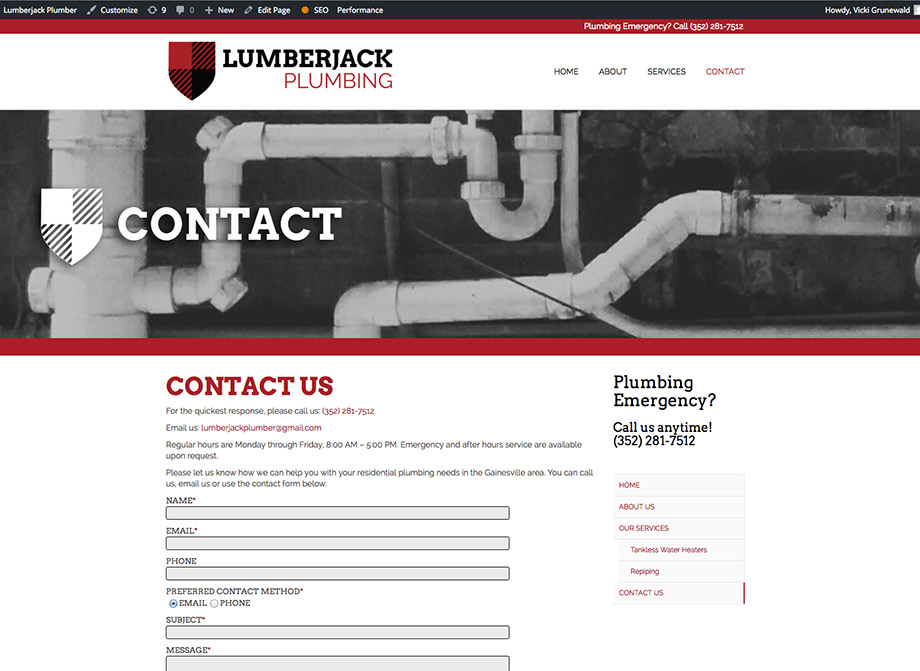 Lumberjack Plumber Customize 9 0 New Edit Page SEO Performance Howdy, Vicki Grunewald
Plumbing Emergency? Call (352) 281-7512
LUMBERJACK
PLUMBING
HOME ABOUT SERVICES CONTACT
CONTACT
CONTACT US
For the quickest response, please call us: (352) 281-7512
Email us: lumberjackplumber@gmail.com
Regular hours are Monday through Friday, 8:00 AM – 5:00 PM. Emergency and after hours service are available
upon request.
Please let us know how we can help you with your residential plumbing needs in the Gainesville area. You can call
us, email us or use the contact form below.
NAME*
EMAIL*
PHONE
PREFERRED CONTACT METHOD*
EMAIL PHONE
SUBJECT*
MESSAGE*
Plumbing
Emergency?
Call us anytime!
(352) 281-7512
HOME
ABOUT US
OUR SERVICES
Tankless Water Heaters
Repiping
CONTACT US